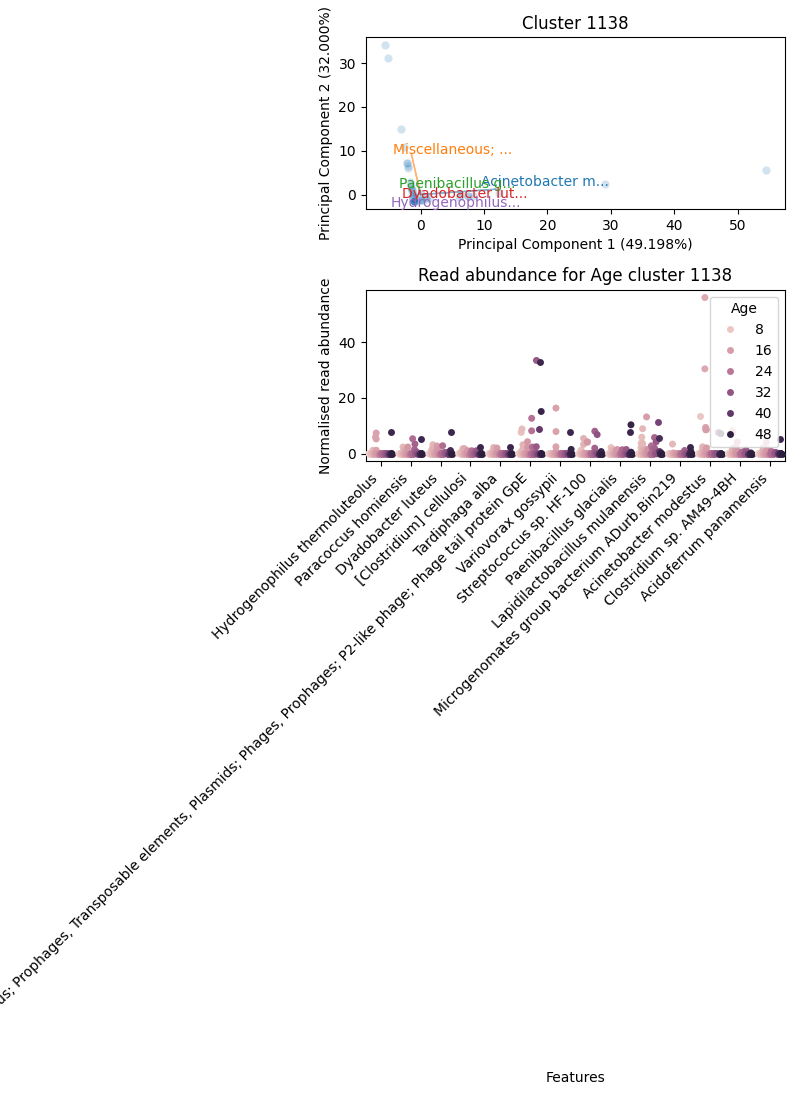 Cluster 1138
Principal Component 2 (32.000%)
30
20
10
0
Miscellaneous; ...
Acinetobacter m...
Paenibacillus g...
Dyadobacter lut...
Hydrogenophilus...
0 10 20 30 40 50
Principal Component 1 (49.198%)
Read abundance for Age cluster 1138
Normalised read abundance
40
20
0
Age
8
16
24
32
40
48
Hydrogenophilus thermoluteolus
Paracoccus homiensis
Dyadobacter luteus
[Clostridium] cellulosi
Tardiphaga alba
us; Prophages, Transposable elements, Plasmids; Phages, Prophages; P2-like phage; Phage tail protein GpE
Variovorax gossypii
Streptococcus sp. HF-100
Paenibacillus glacialis
Lapidilactobacillus mulanensis
Microgenomates group bacterium ADurb.Bin219
Acinetobacter modestus
Clostridium sp. AM49-4BH
Acidoferrum panamensis
Features